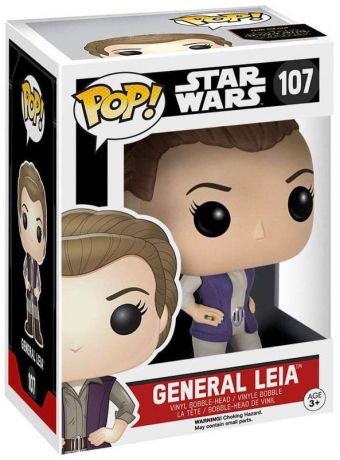 POP!
STAR
WARS
107
GENERAL LEIA™
VINYL BOBBLE-HEAD / VINYLE BOBBLE
LA TÊTE / BOBBLE-HEAD DE VINIL
WARNING! Choking Hazard.
May contain small parts.
AGE
3+
GENERAL LEIA
107